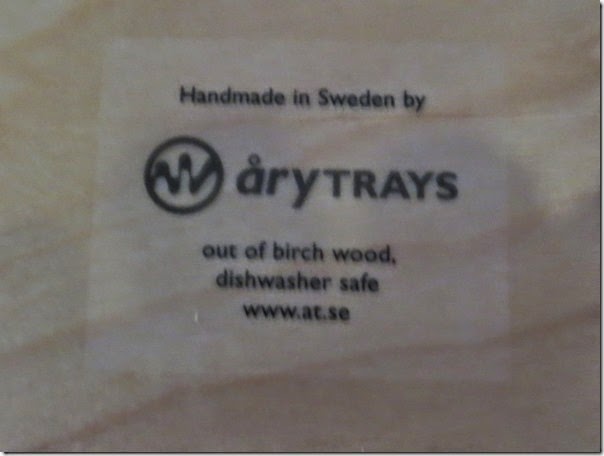 Handmade in Sweden by
åryTRAYS
out of birch wood,
dishwasher safe
www.at.se